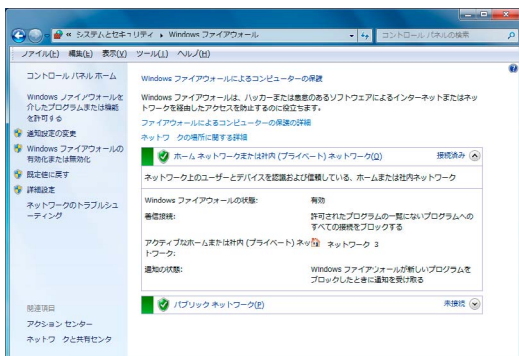 « システムとセキュリティ ▸ Windows ファイアウォール
コントロール パネルの検索
ファイル(F) 編集(E) 表示(V) ツール(T) ヘルプ(H)
コントロール パネル ホーム
Windows ファイアウォールを
介したプログラムまたは機能
を許可する
通知設定の変更
Windows ファイアウォールの
有効化または無効化
既定値に戻す
詳細設定
ネットワークのトラブルシュ
ーティング
関連項目
アクション センター
ネットワークと共有センタ
Windows ファイアウォールによるコンピューターの保護
Windows ファイアウォールは、ハッカーまたは悪意のあるソフトウェアによるインターネットまたはネッ
トワークを経由したアクセスを防止するのに役立ちます。
ファイアウォールによるコンピューターの保護の詳細
ネットワークの場所に関する詳細
ホーム ネットワークまたは社内 (プライベート) ネットワーク(O) 接続済み
ネットワーク上のユーザーとデバイスを認識および信頼している、ホームまたは社内ネットワーク
Windows ファイアウォールの状態: 有効
着信接続: 許可されたプログラムの一覧にないプログラムへの
すべての接続をブロックする
アクティブなホームまたは社内 (プライベート) ネッ ネットワーク 3
トワーク:
通知の状態: Windows ファイアウォールが新しいプログラムを
ブロックしたときに通知を受け取る
パブリック ネットワーク(P) 未接続